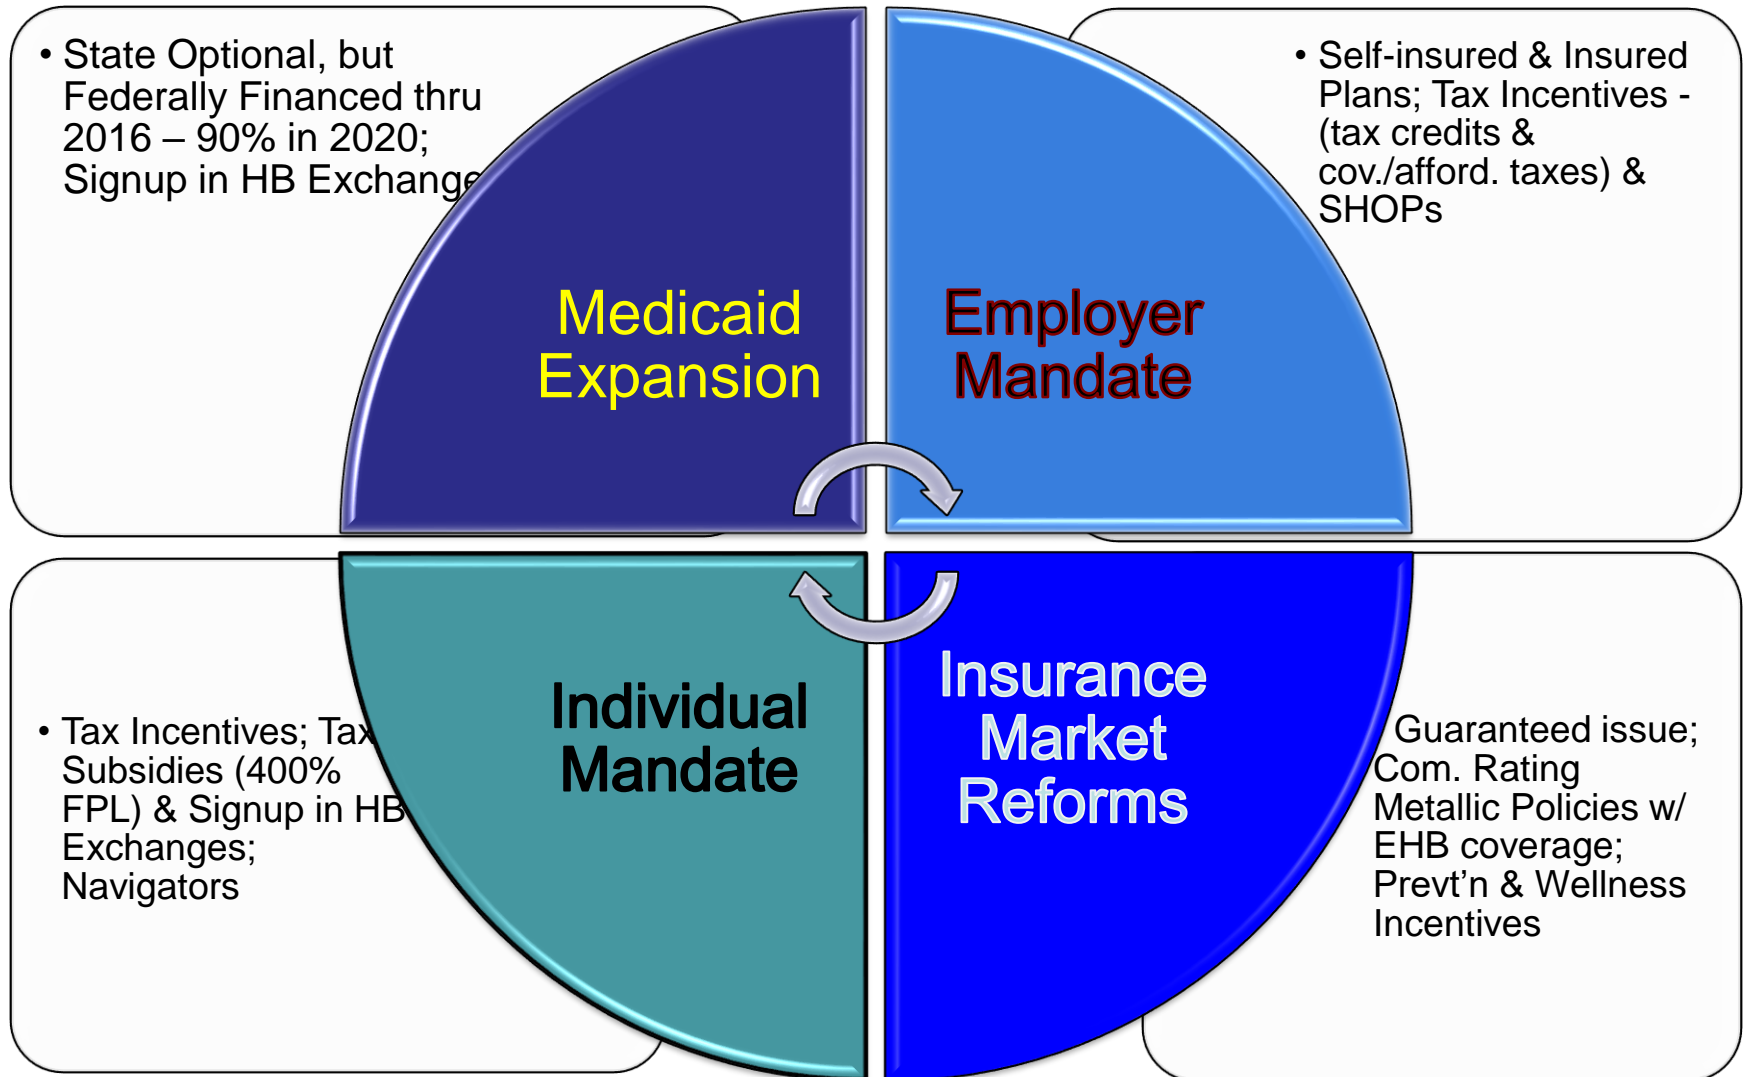 • State Optional, but
Federally Financed thru
2016 – 90% in 2020;
Signup in HB Exchange
Medicaid
Expansion
Employer
Mandate
• Self-insured & Insured
Plans; Tax Incentives -
(tax credits &
cov./afford. taxes) &
SHOPs
• Tax Incentives; Tax
Subsidies (400%
FPL) & Signup in HB
Exchanges;
Navigators
Individual
Mandate
Insurance
Market
Reforms
Guaranteed issue;
Com. Rating
Metallic Policies w/
EHB coverage;
Prevt’n & Wellness
Incentives